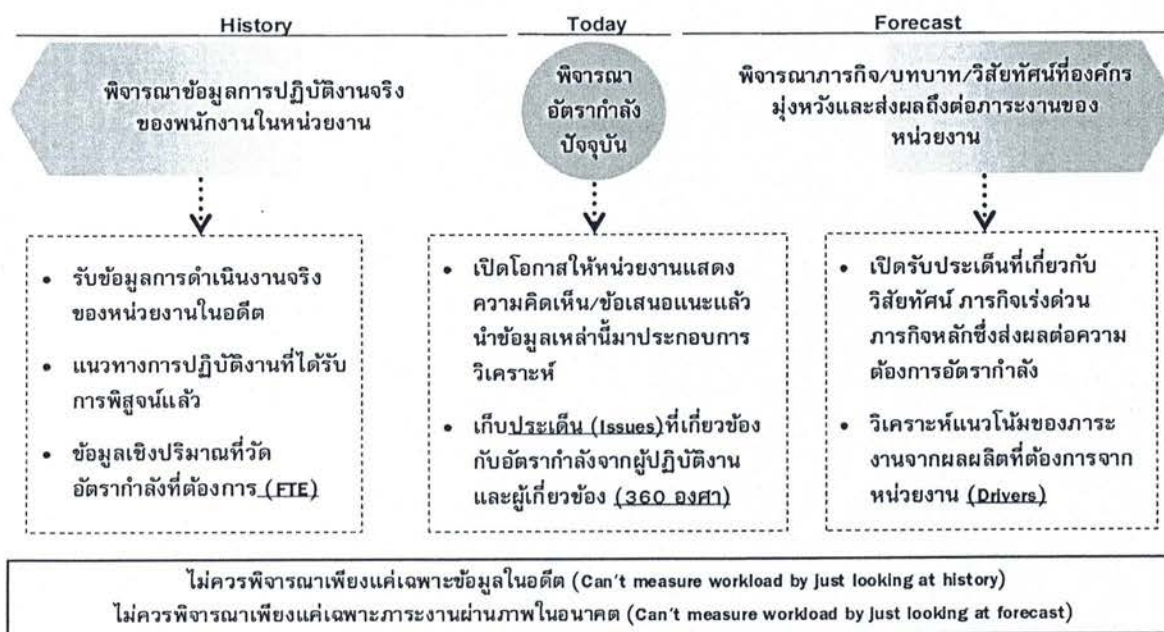 History
Today
Forecast
พิจารณาข้อมูลการปฏิบัติงานจริง
ของพนักงานในหน่วยงาน
พิจารณา
อัตรากำลัง
ปัจจุบัน
พิจารณาภารกิจ/บทบาท/วิสัยทัศน์ที่องค์กร
มุ่งหวังและส่งผลถึงต่อภาระงานของ
หน่วยงาน
• รับข้อมูลการดำเนินงานจริง
ของหน่วยงานในอดีต
• แนวทางการปฏิบัติงานที่ได้รับ
การพิสูจน์แล้ว
• ข้อมูลเชิงปริมาณที่วัด
อัตรากำลังที่ต้องการ (FTE)
• เปิดโอกาสให้หน่วยงานแสดง
ความคิดเห็น/ข้อเสนอแนะแล้ว
นำข้อมูลเหล่านี้มาประกอบการ
วิเคราะห์
• เก็บประเด็น (Issues)ที่เกี่ยวข้อง
กับอัตรากำลังจากผู้ปฏิบัติงาน
และผู้เกี่ยวข้อง (360 องศา)
• เปิดรับประเด็นที่เกี่ยวกับ
วิสัยทัศน์ ภารกิจเร่งด่วน
ภารกิจหลักซึ่งส่งผลต่อความ
ต้องการอัตรากำลัง
• วิเคราะห์แนวโน้มของภาระ
งานจากผลผลิตที่ต้องการจาก
หน่วยงาน (Drivers)
ไม่ควรพิจารณาเพียงแค่เฉพาะข้อมูลในอดีต (Can't measure workload by just looking at history)
ไม่ควรพิจารณาเพียงแค่เฉพาะภาระงานผ่านภาพในอนาคต (Can't measure workload by just looking at forecast)